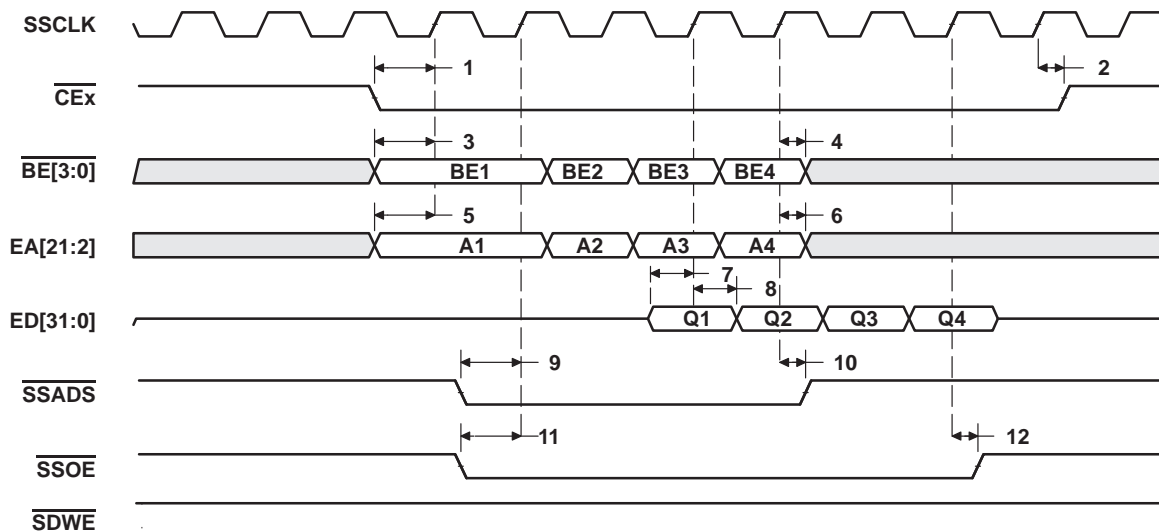 SSCLK
1 2
CEx
3 4
BE[3:0] BE1 BE2 BE3 BE4
5 6
EA[21:2] A1 A2 A3 A4
7 8
ED[31:0] Q1 Q2 Q3 Q4
9 10
SSADS
11 12
SSOE
SDWE